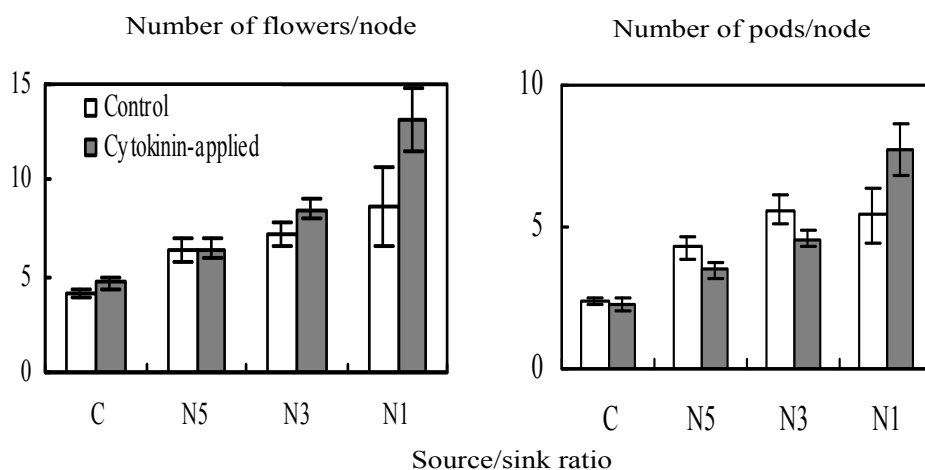 Number of flowers/node
15
10
5
0
Control
Cytokinin-applied
C N5 N3 N1
Number of pods/node
10
5
0
C N5 N3 N1
Source/sink ratio